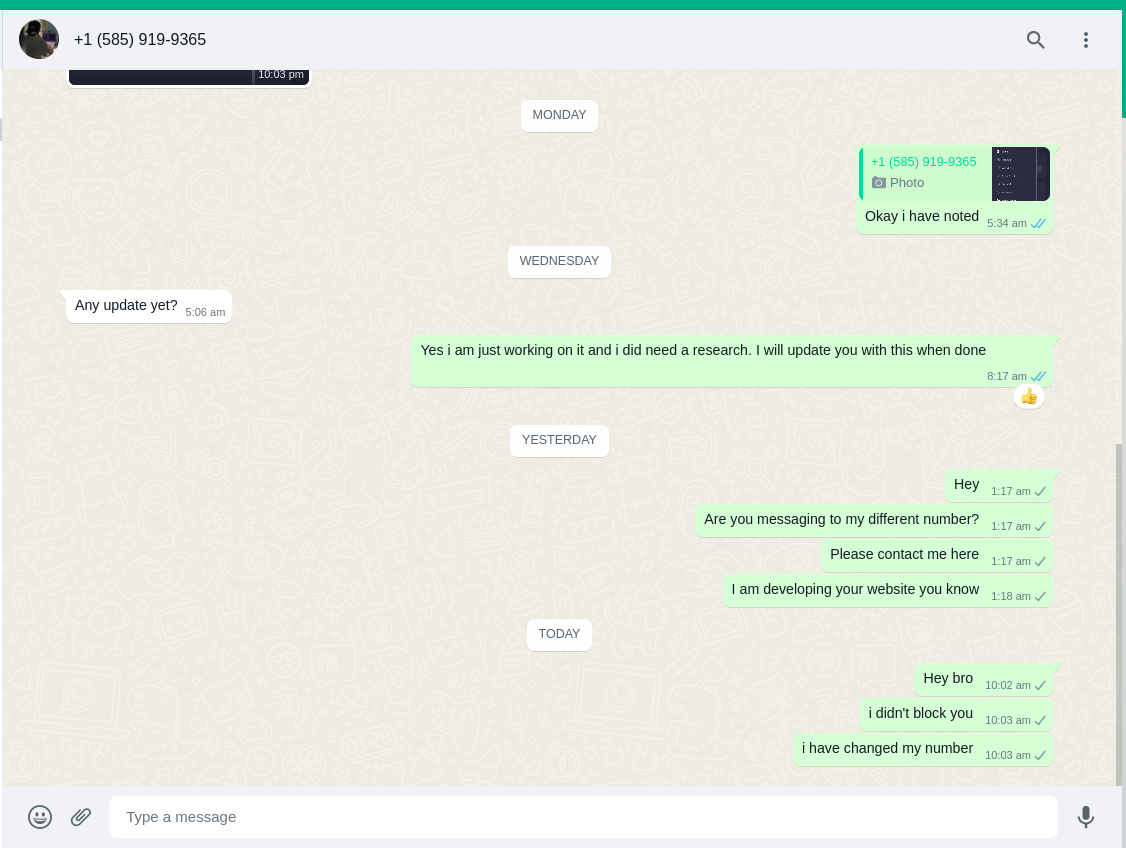 +1 (585) 919-9365
10:03 pm
MONDAY
+1 (585) 919-9365
Photo
Okay i have noted 5:34 am
WEDNESDAY
Any update yet? 5:06 am
Yes i am just working on it and i did need a research. I will update you with this when done
8:17 am
YESTERDAY
Hey 1:17 am
Are you messaging to my different number? 1:17 am
Please contact me here 1:17 am
I am developing your website you know 1:18 am
TODAY
Hey bro 10:02 am
i didn't block you 10:03 am
i have changed my number 10:03 am
Type a message